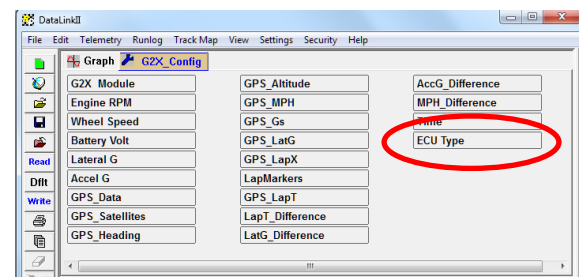 DataLinkII
File Edit Telemetry Runlog Track Map View Settings Security Help
Graph G2X_Config
G2X Module GPS_Altitude AccG_Difference
Engine RPM GPS_MPH MPH_Difference
Wheel Speed GPS_Gs Time
Battery Volt GPS_LatG ECU Type
Read Lateral G GPS_LapX
Dflt Accel G LapMarkers
Write GPS_Data GPS_LapT
GPS_Satellites LapT_Difference
GPS_Heading LatG_Difference